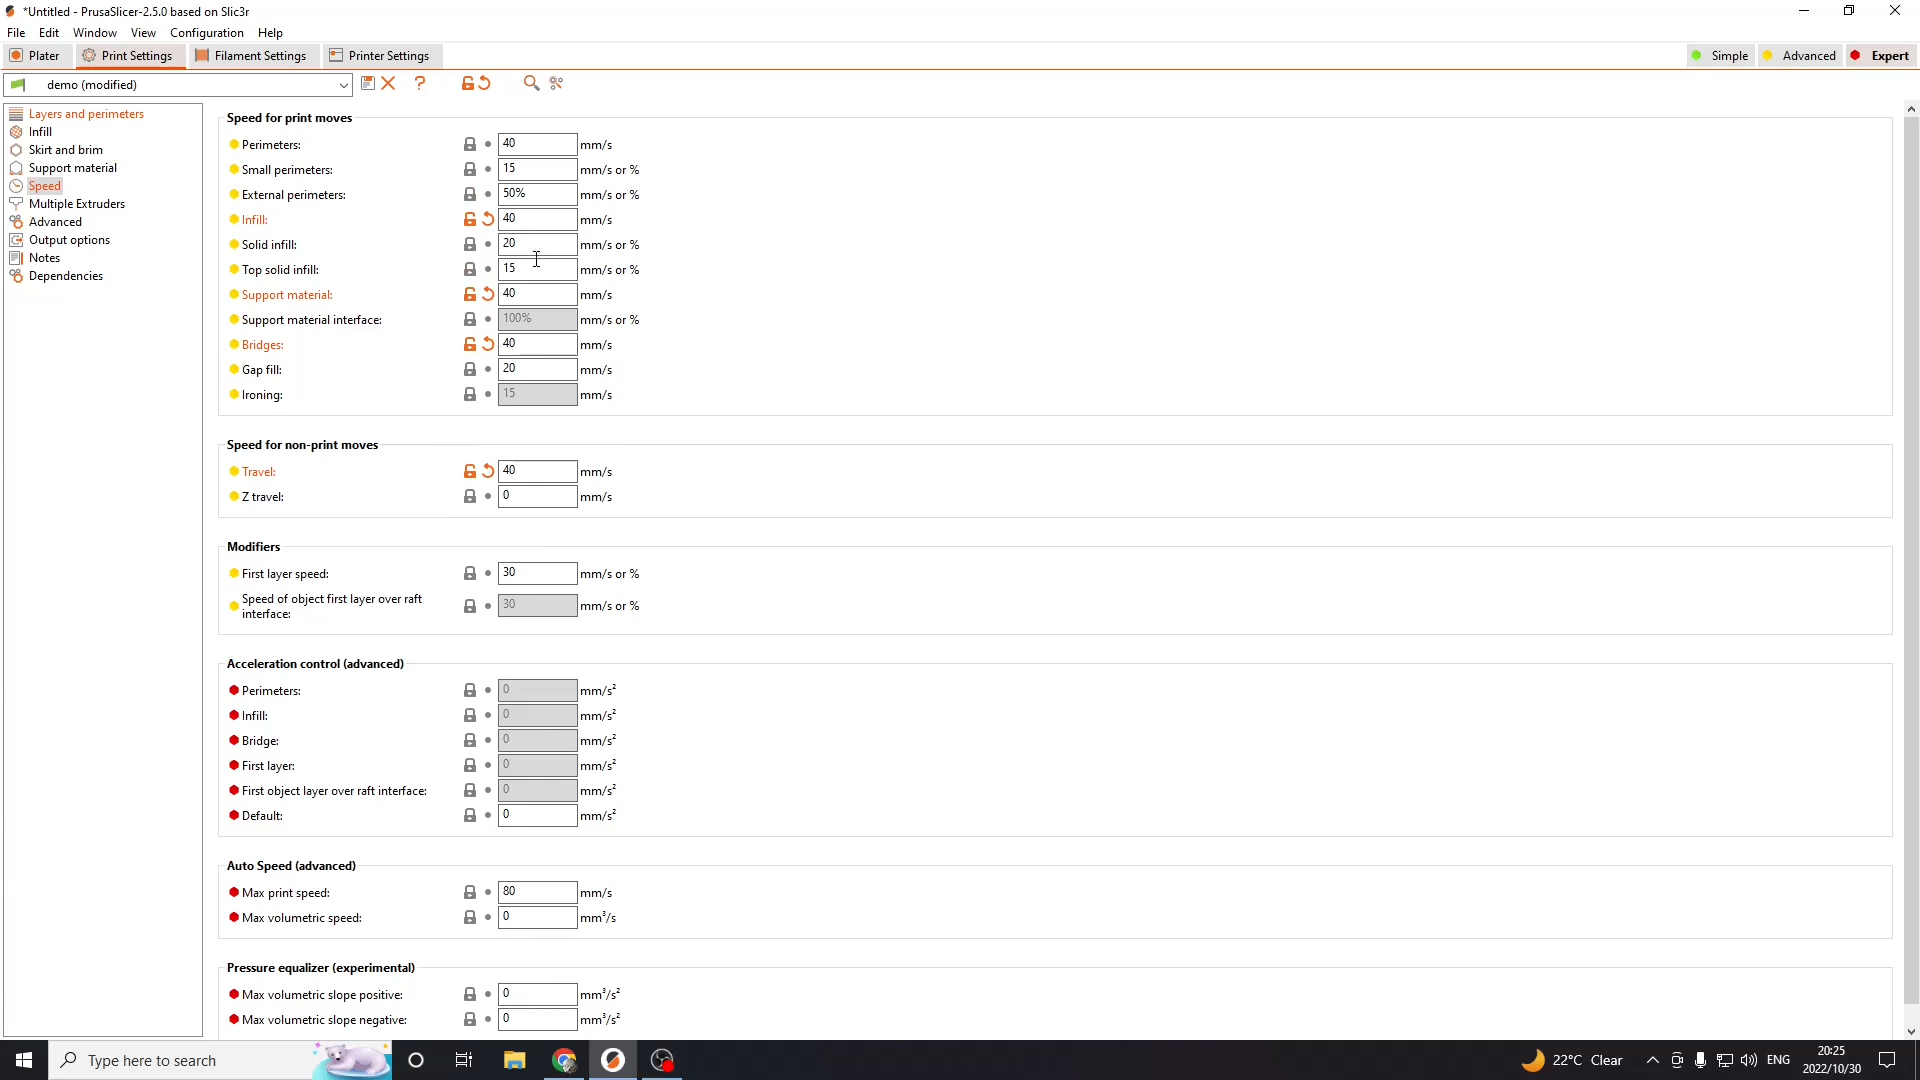 *Untitled - PrusaSlicer-2.5.0 based on Slic3r
File Edit Window View Configuration Help
Plater Print Settings Filament Settings Printer Settings Simple Advanced Expert
demo (modified) ?
Layers and perimeters
Infill
Skirt and brim
Support material
Speed
Multiple Extruders
Advanced
Output options
Notes
Dependencies
Speed for print moves
Perimeters: 40 mm/s
Small perimeters: 15 mm/s or %
External perimeters: 50% mm/s or %
Infill: 40 mm/s
Solid infill: 20 mm/s or %
Top solid infill: 15 mm/s or %
Support material: 40 mm/s
Support material interface: 100% mm/s or %
Bridges: 40 mm/s
Gap fill: 20 mm/s
Ironing: 15 mm/s
Speed for non-print moves
Travel: 40 mm/s
Z travel: 0 mm/s
Modifiers
First layer speed: 30 mm/s or %
Speed of object first layer over raft
interface: 30 mm/s or %
Acceleration control (advanced)
Perimeters: 0 mm/s²
Infill: 0 mm/s²
Bridge: 0 mm/s²
First layer: 0 mm/s²
First object layer over raft interface: 0 mm/s²
Default: 0 mm/s²
Auto Speed (advanced)
Max print speed: 80 mm/s
Max volumetric speed: 0 mm³/s
Pressure equalizer (experimental)
Max volumetric slope positive: 0 mm³/s²
Max volumetric slope negative: 0 mm³/s²
Type here to search 22°C Clear ENG 20:25
2022/10/30